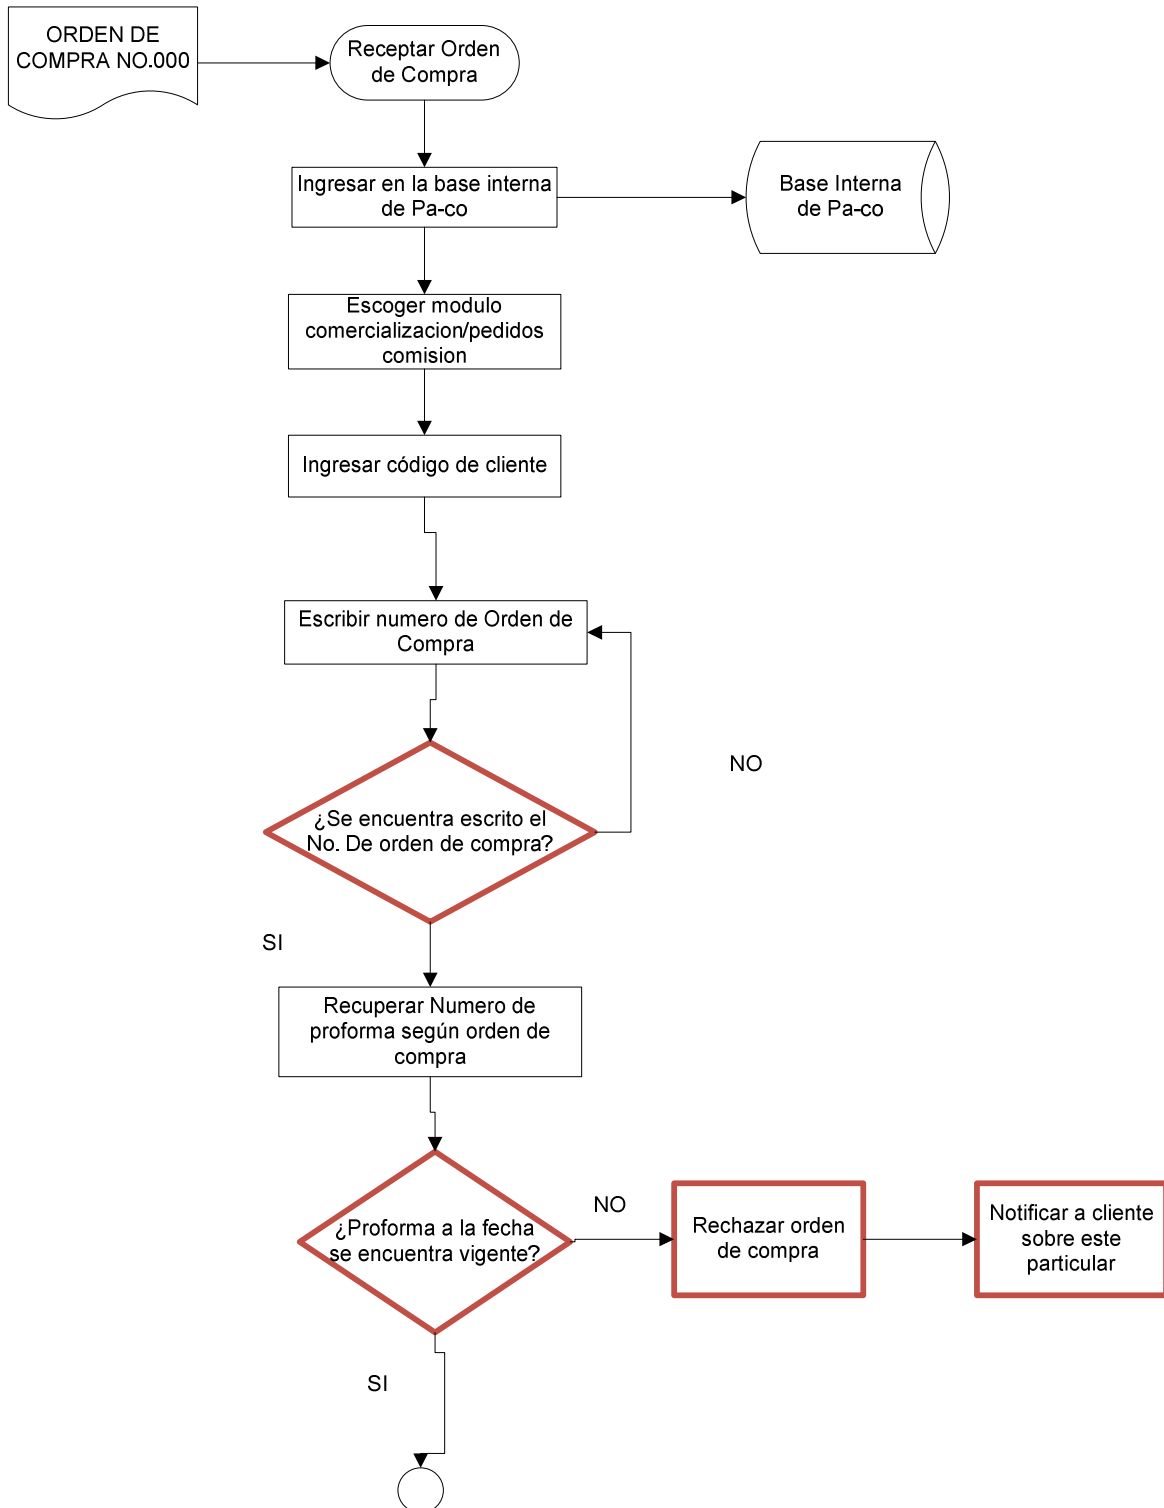 ORDEN DE
COMPRA NO.000
Receptar Orden
de Compra
Ingresar en la base interna
de Pa-co
Base Interna
de Pa-co
Escoger modulo
comercializacion/pedidos
comision
Ingresar código de cliente
Escribir numero de Orden de
Compra
NO
¿Se encuentra escrito el
No. De orden de compra?
SI
Recuperar Numero de
proforma según orden de
compra
¿Proforma a la fecha
se encuentra vigente?
NO
Rechazar orden
de compra
Notificar a cliente
sobre este
particular
SI